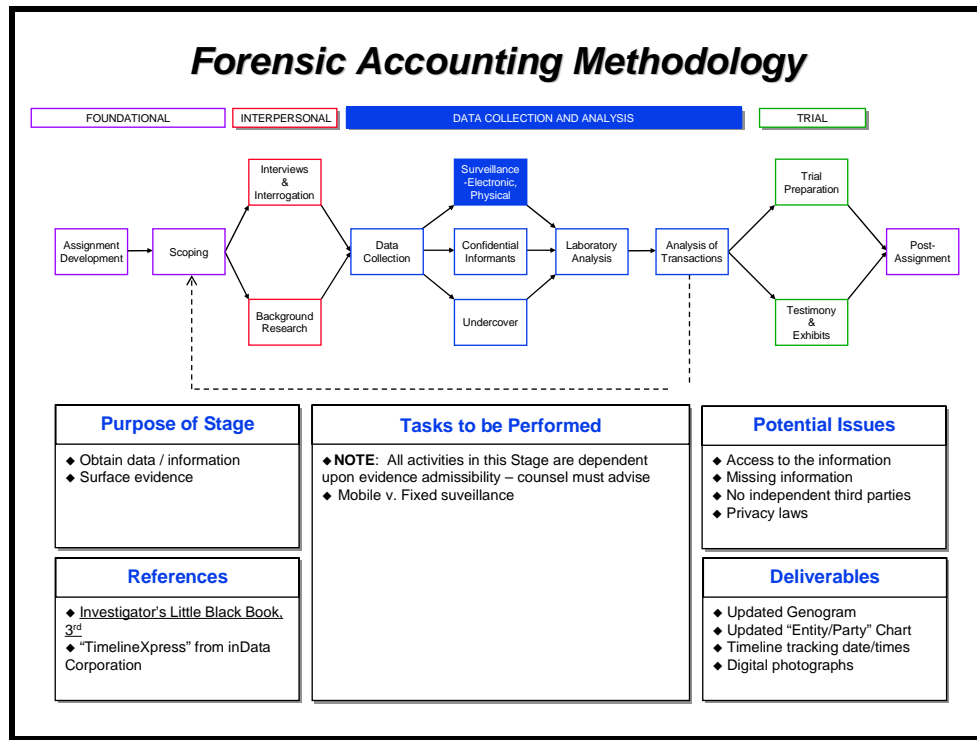 Forensic Accounting Methodology
FOUNDATIONAL
INTERPERSONAL
DATA COLLECTION AND ANALYSIS
TRIAL
Assignment
Development
Scoping
Interviews
&
Interrogation
Background
Research
Data
Collection
Surveillance
-Electronic,
Physical
Confidential
Informants
Undercover
Laboratory
Analysis
Analysis of
Transactions
Trial
Preparation
Testimony
&
Exhibits
Post-
Assignment
Purpose of Stage
◆ Obtain data / information
◆ Surface evidence
Tasks to be Performed
◆ NOTE: All activities in this Stage are dependent
upon evidence admissibility – counsel must advise
◆ Mobile v. Fixed suveillance
Potential Issues
◆ Access to the information
◆ Missing information
◆ No independent third parties
◆ Privacy laws
References
◆ Investigator's Little Black Book,
3rd
◆ “TimelineXpress” from inData
Corporation
Deliverables
◆ Updated Genogram
◆ Updated “Entity/Party” Chart
◆ Timeline tracking date/times
◆ Digital photographs